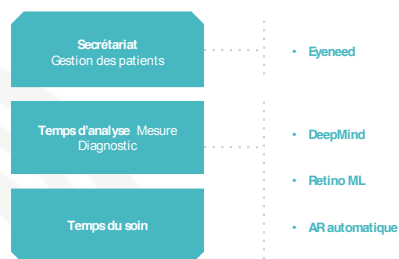 Secrétariat
Gestion des patients
• Eyeneed
Temps d'analyse Mesure
Diagnostic
• DeepMind
• Retino ML
Temps du soin
• AR automatique